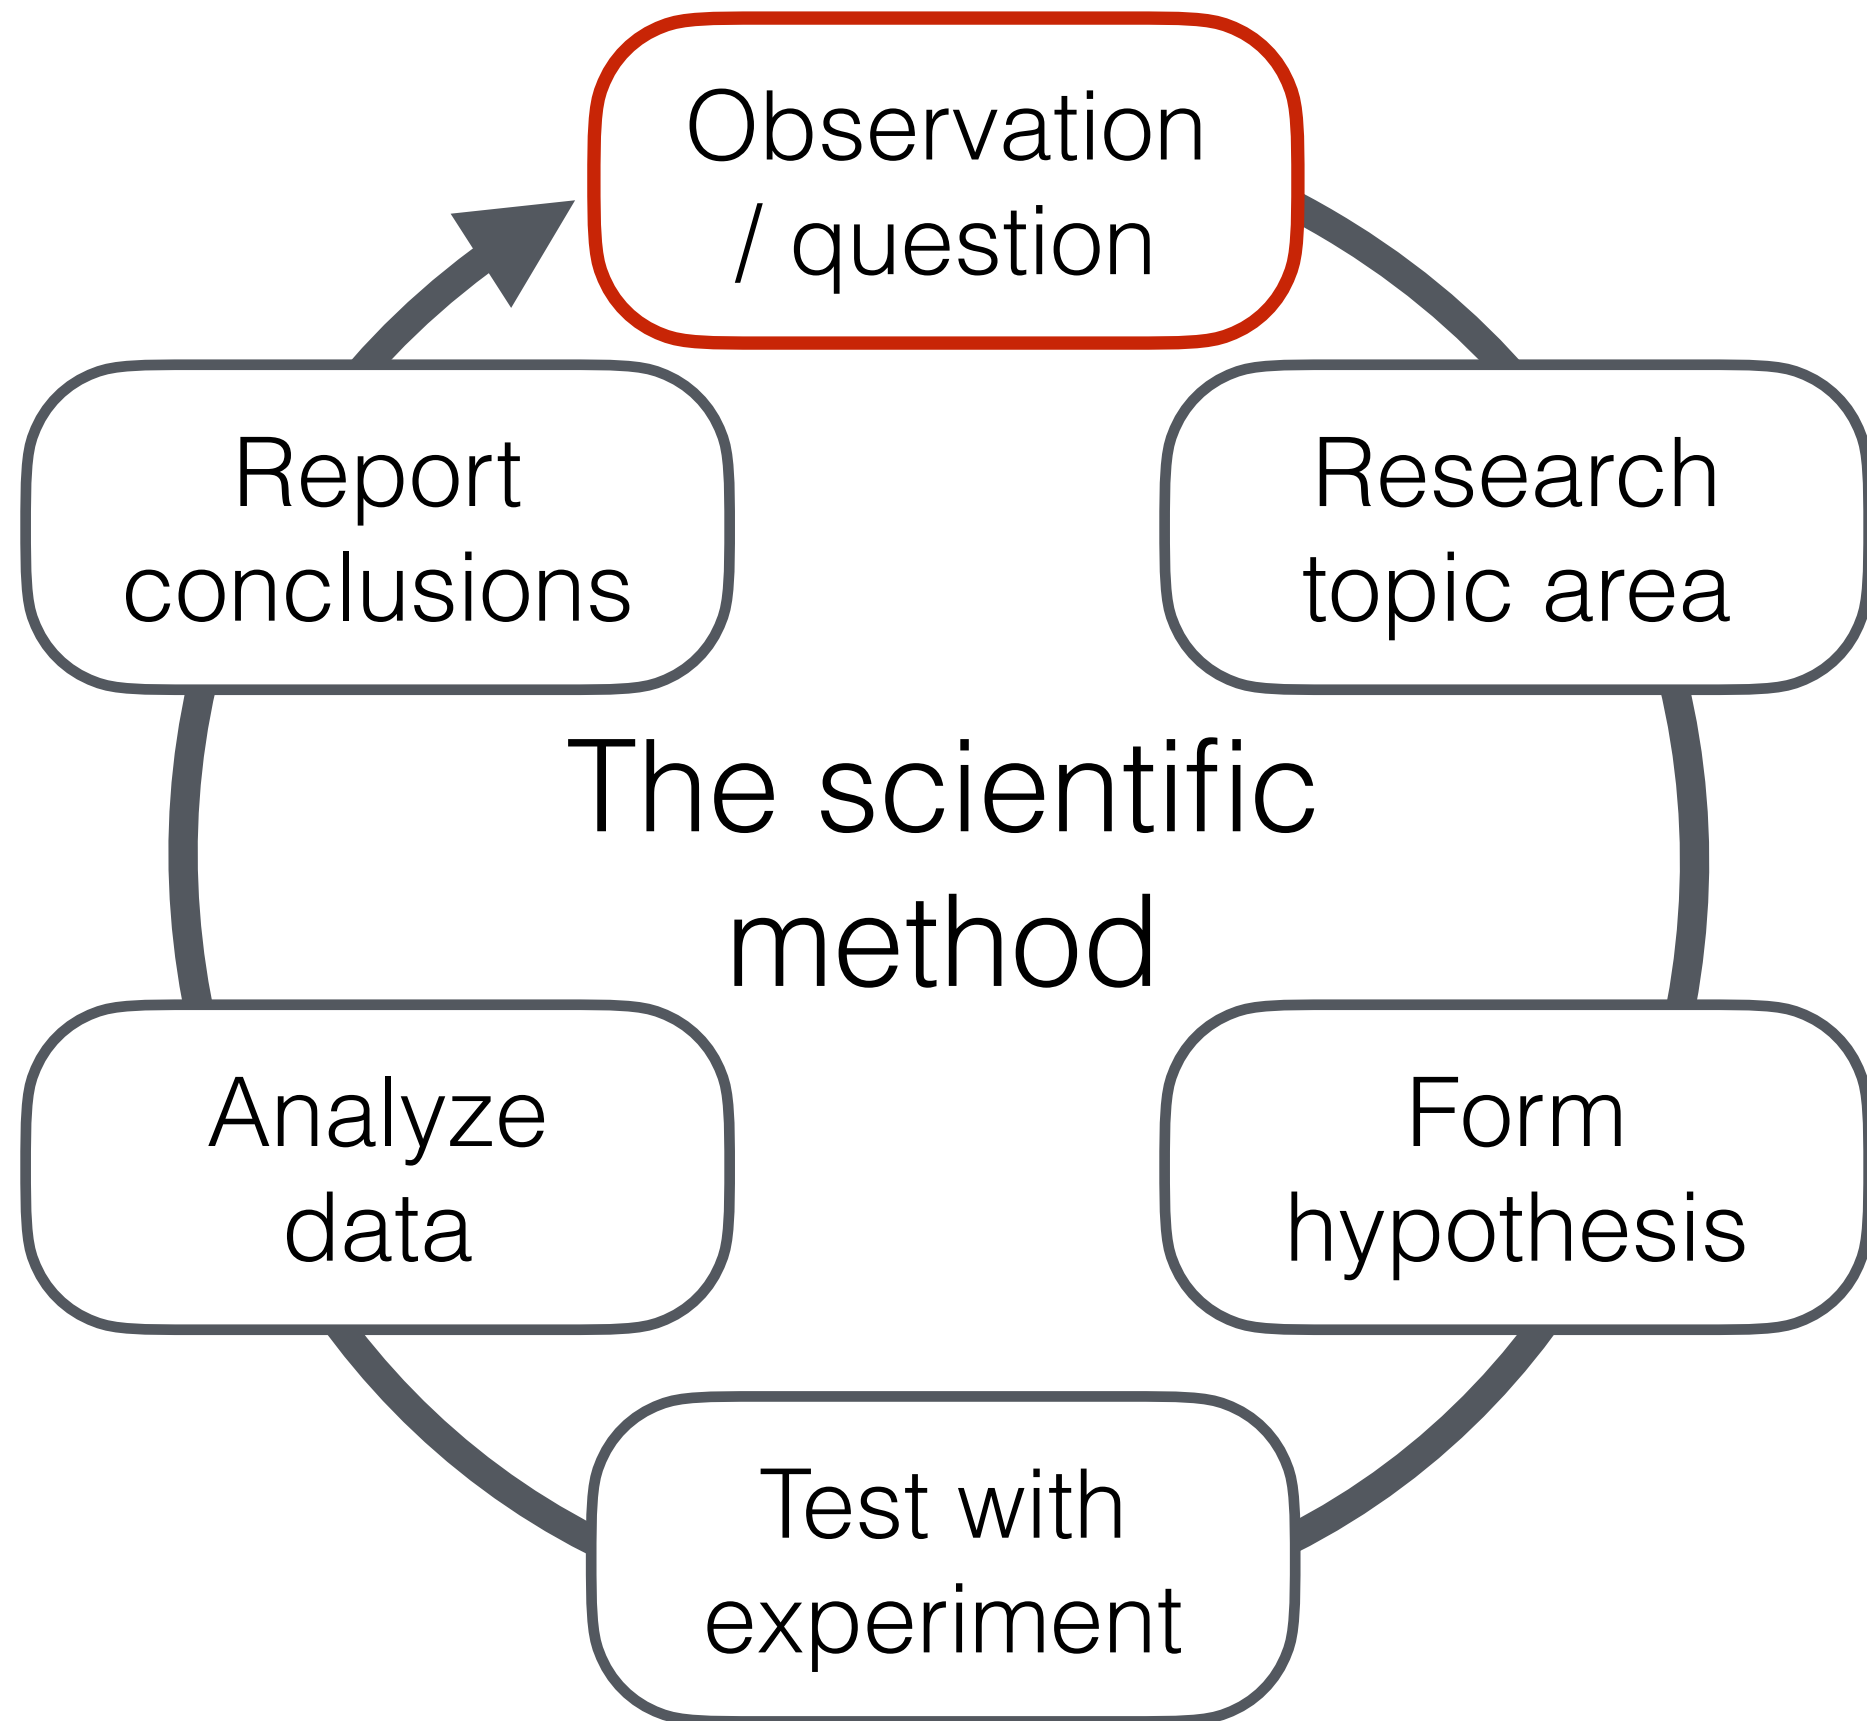 Observation
/ question
Research
topic area
Form
hypothesis
Test with
experiment
Analyze
data
Report
conclusions
The scientific
method